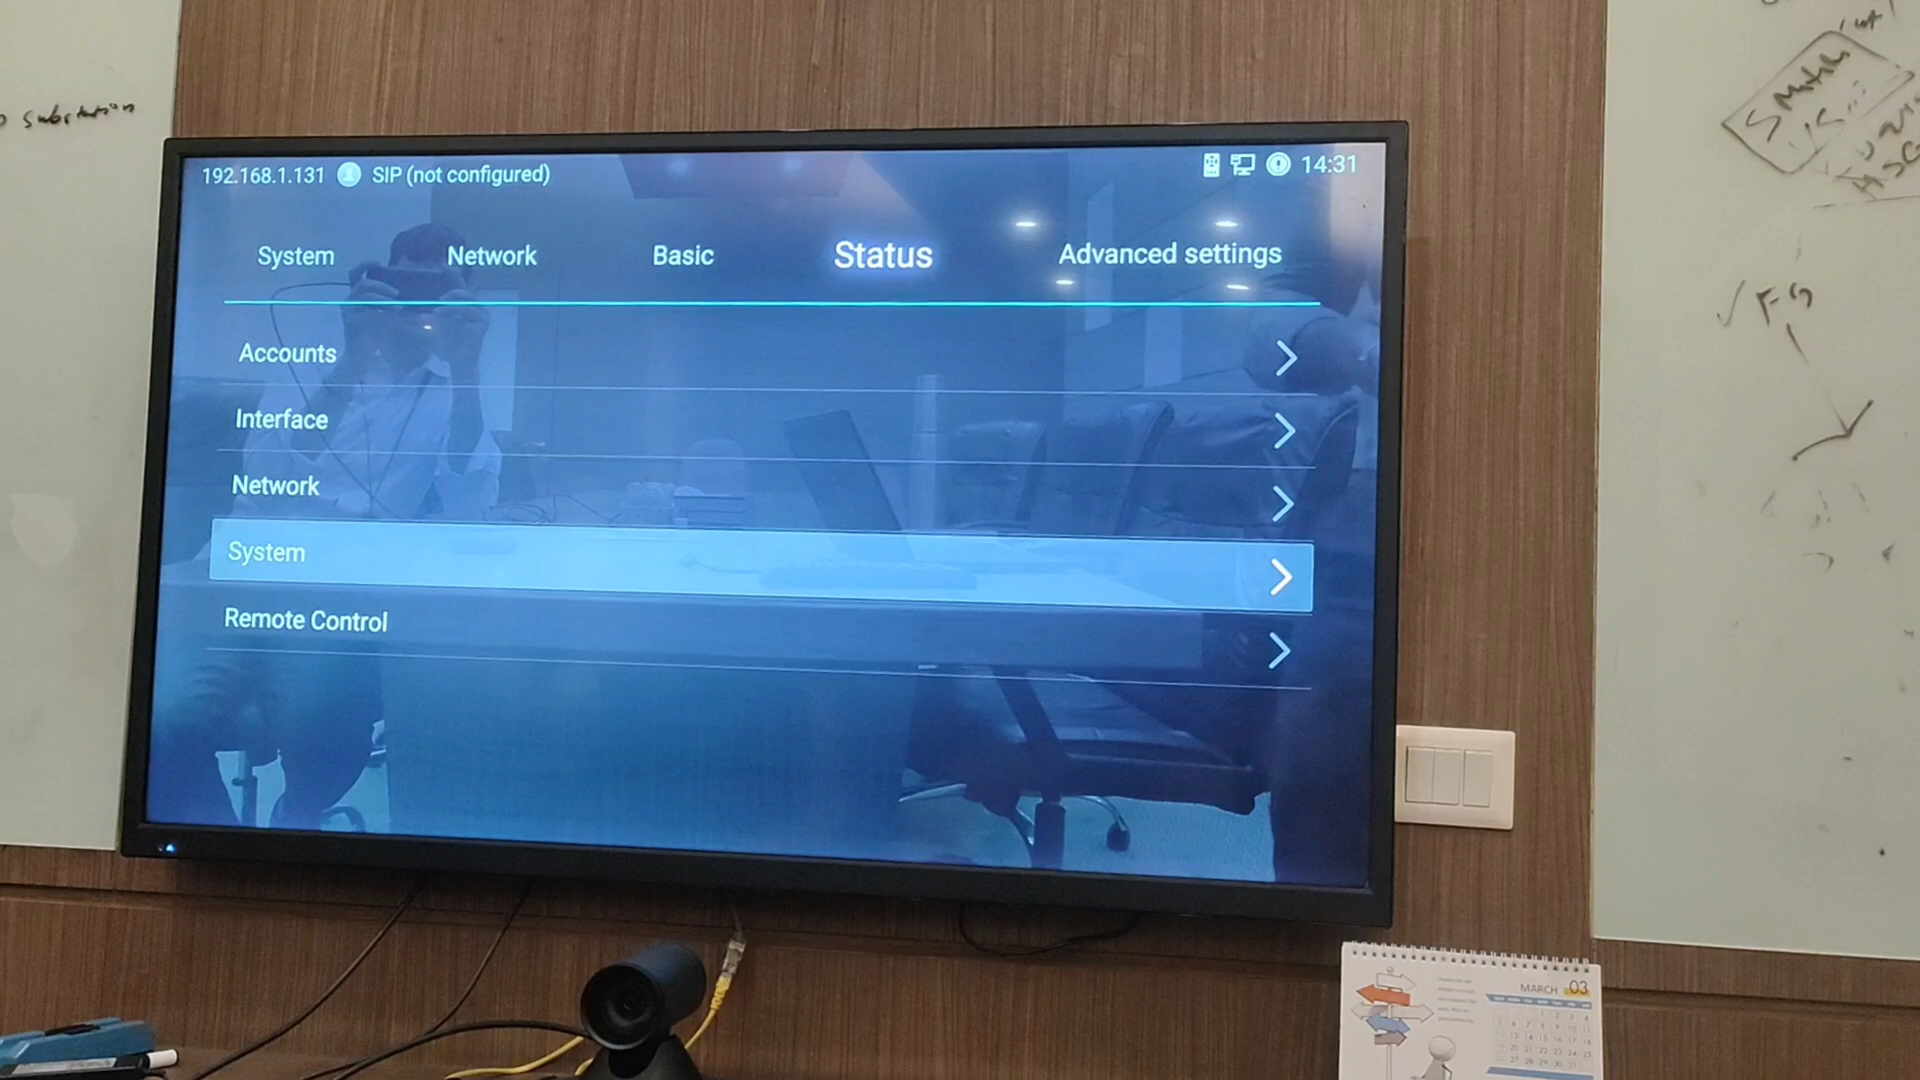 192.168.1.131 SIP (not configured) 14:31
System Network Basic Status Advanced settings
Accounts
Interface
Network
System
Remote Control
MARCH 03